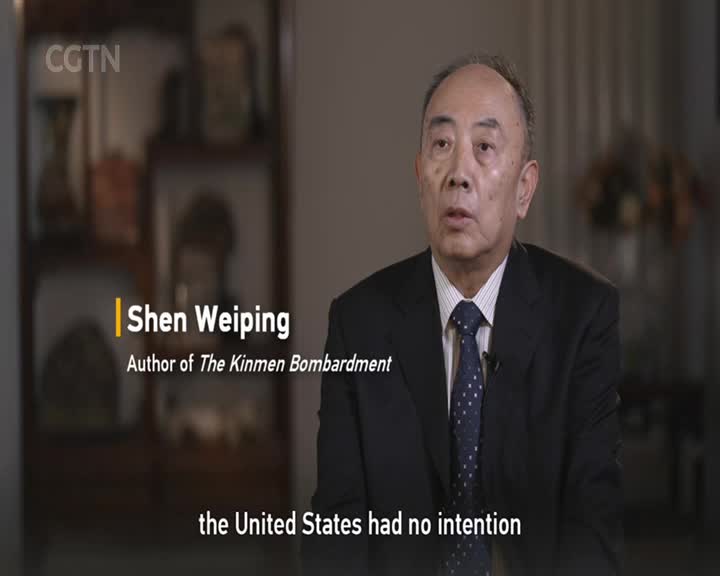 CGTN
Shen Weiping
Author of The Kinmen Bombardment
the United States had no intention